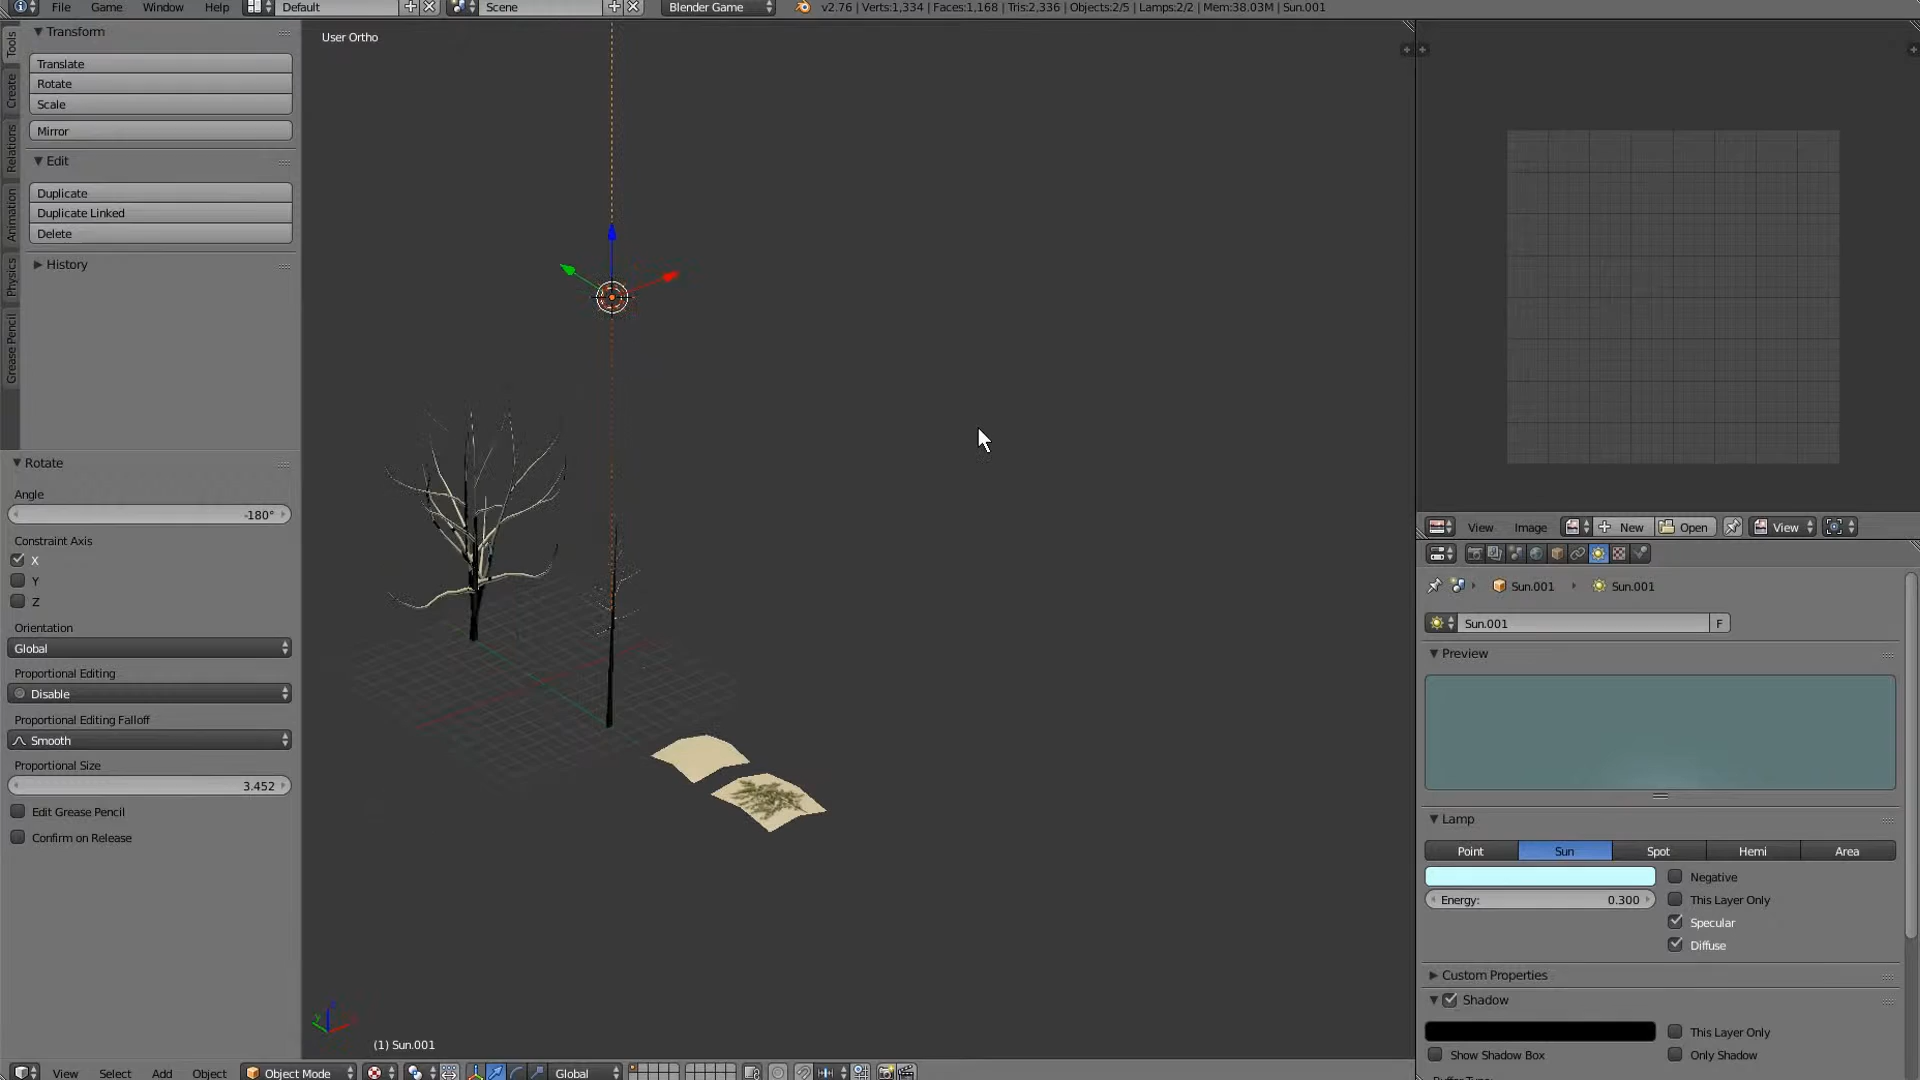 File Game Window Help Default Scene Blender Game v2.76 | Verts:1,334 | Faces:1,168 | Tris:2,336 | Objects:2/5 | Lamps:2/2 | Mem:38.03M | Sun.001
Tools
Create
Relations
Animation
Physics
Grease Pencil
Transform
Translate
Rotate
Scale
Mirror
Edit
Duplicate
Duplicate Linked
Delete
History
Rotate
Angle
-180°
Constraint Axis
X
Y
Z
Orientation
Global
Proportional Editing
Disable
Proportional Editing Falloff
Smooth
Proportional Size
3.452
Edit Grease Pencil
Confirm on Release
User Ortho
(1) Sun.001
View Select Add Object Object Mode Global
View Image New Open View
Sun.001 Sun.001
Sun.001 F
Preview
Lamp
Point Sun Spot Hemi Area
Negative
Energy: 0.300 This Layer Only
Specular
Diffuse
Custom Properties
Shadow
This Layer Only
Show Shadow Box Only Shadow